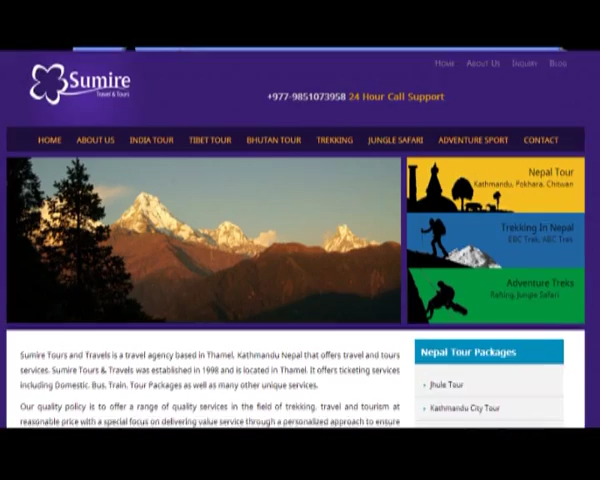 Home About Us Inquiry Blog
Sumire
Travel & Tours
+977-9851073958 24 Hour Call Support
HOME ABOUT US INDIA TOUR TIBET TOUR BHUTAN TOUR TREKKING JUNGLE SAFARI ADVENTURE SPORT CONTACT
Nepal Tour
Kathmandu, Pokhara, Chitwan
Trekking In Nepal
EBC Trek, ABC Trek
Adventure Treks
Rafting Jungle Safari
Sumire Tours and Travels is a travel agency based in Thamel, Kathmandu Nepal that offers travel and tours
services. Sumire Tours & Travels was established in 1998 and is located in Thamel. It offers ticketing services
including Domestic, Bus, Train, Tour Packages as well as many other unique services.
Our quality policy is to offer a range of quality services in the field of trekking, travel and tourism at
reasonable price with a special focus on delivering value service through a personalized approach to ensure
Nepal Tour Packages
Jhule Tour
Kathmandu City Tour